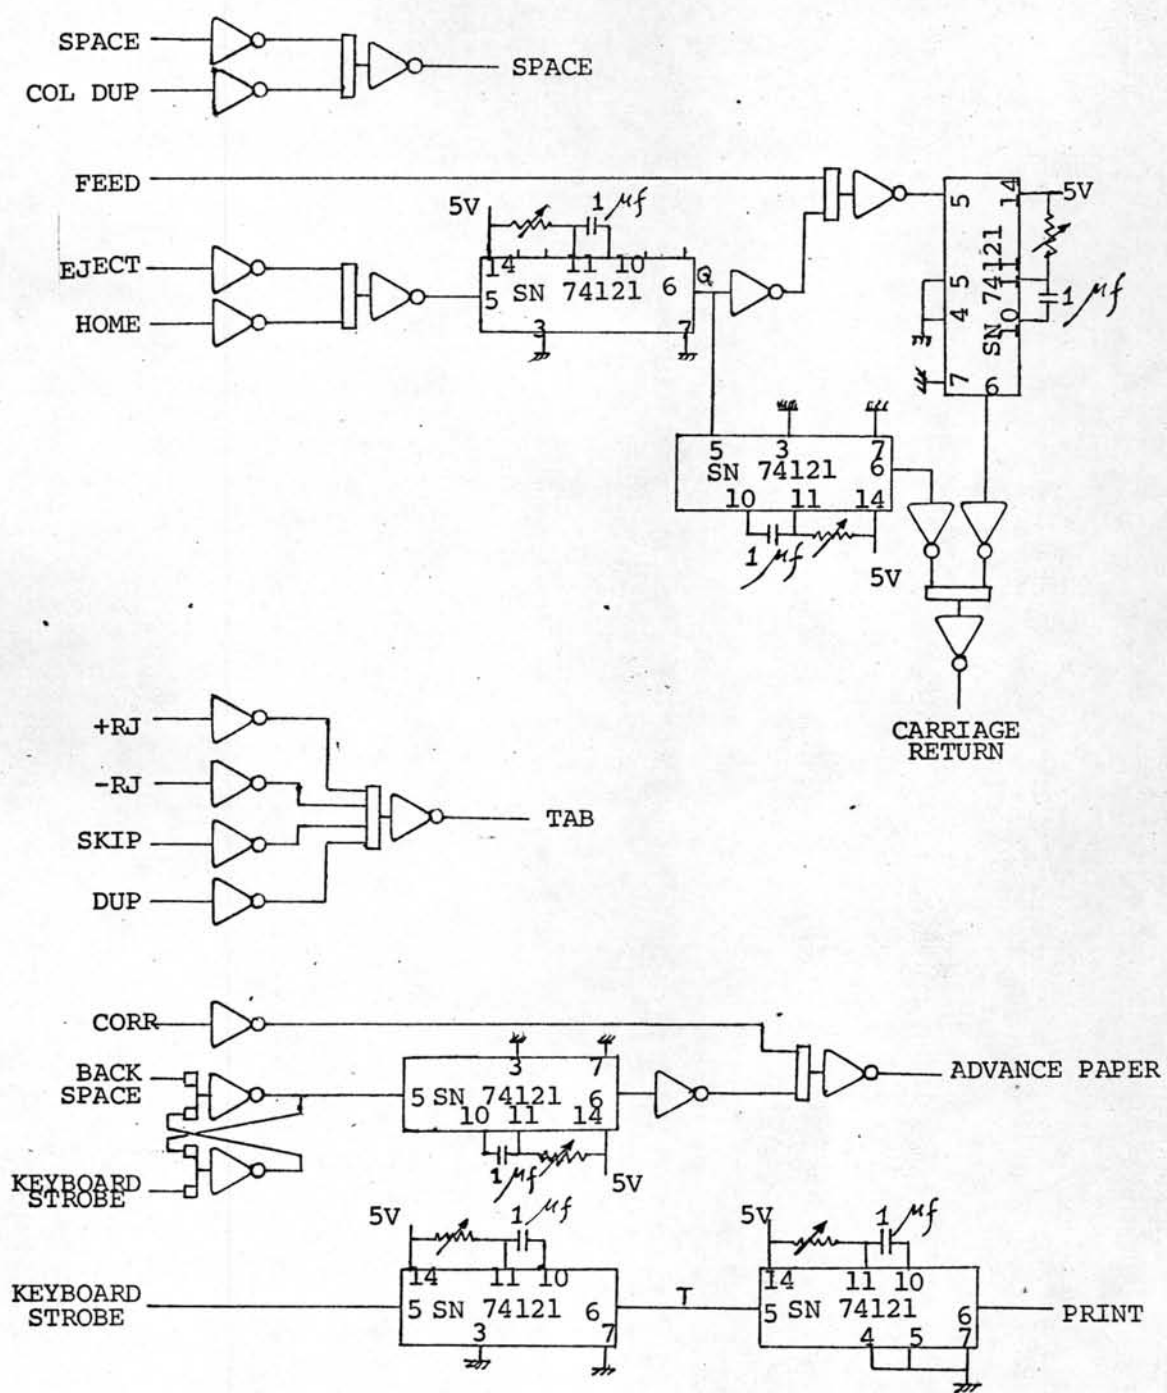 SPACE
SPACE
COL DUP
FEED
5V
1 μf
5
14
5V
SN 74121
11
5
4
10
1 μf
7
6
EJECT
HOME
14
11
10
5
SN 74121
6
Q
3
7
5
3
7
SN 74121
6
10
11
14
1 μf
5V
CARRIAGE
RETURN
+RJ
-RJ
SKIP
DUP
TAB
CORR
BACK
SPACE
3
7
5 SN 74121
6
10
11
14
1 μf
5V
ADVANCE PAPER
KEYBOARD
STROBE
5V
1 μf
14
11
10
KEYBOARD
STROBE
5 SN 74121
6
3
7
T
5V
1 μf
14
11
10
5 SN 74121
6
4
5
7
PRINT